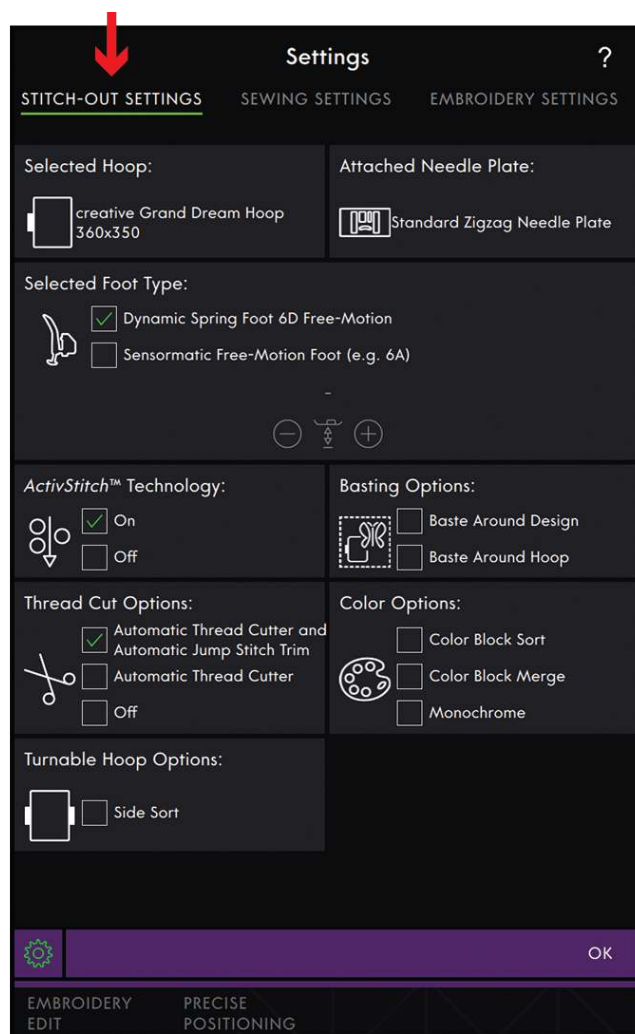 Settings
?
STITCH-OUT SETTINGS SEWING SETTINGS EMBROIDERY SETTINGS
Selected Hoop:
creative Grand Dream Hoop
360x350
Attached Needle Plate:
Standard Zigzag Needle Plate
Selected Foot Type:
Dynamic Spring Foot 6D Free-Motion
Sensormatic Free-Motion Foot (e.g. 6A)
-
ActivStitch™ Technology:
On
Off
Basting Options:
Baste Around Design
Baste Around Hoop
Thread Cut Options:
Automatic Thread Cutter and
Automatic Jump Stitch Trim
Automatic Thread Cutter
Off
Color Options:
Color Block Sort
Color Block Merge
Monochrome
Turnable Hoop Options:
Side Sort
OK
EMBROIDERY
EDIT
PRECISE
POSITIONING